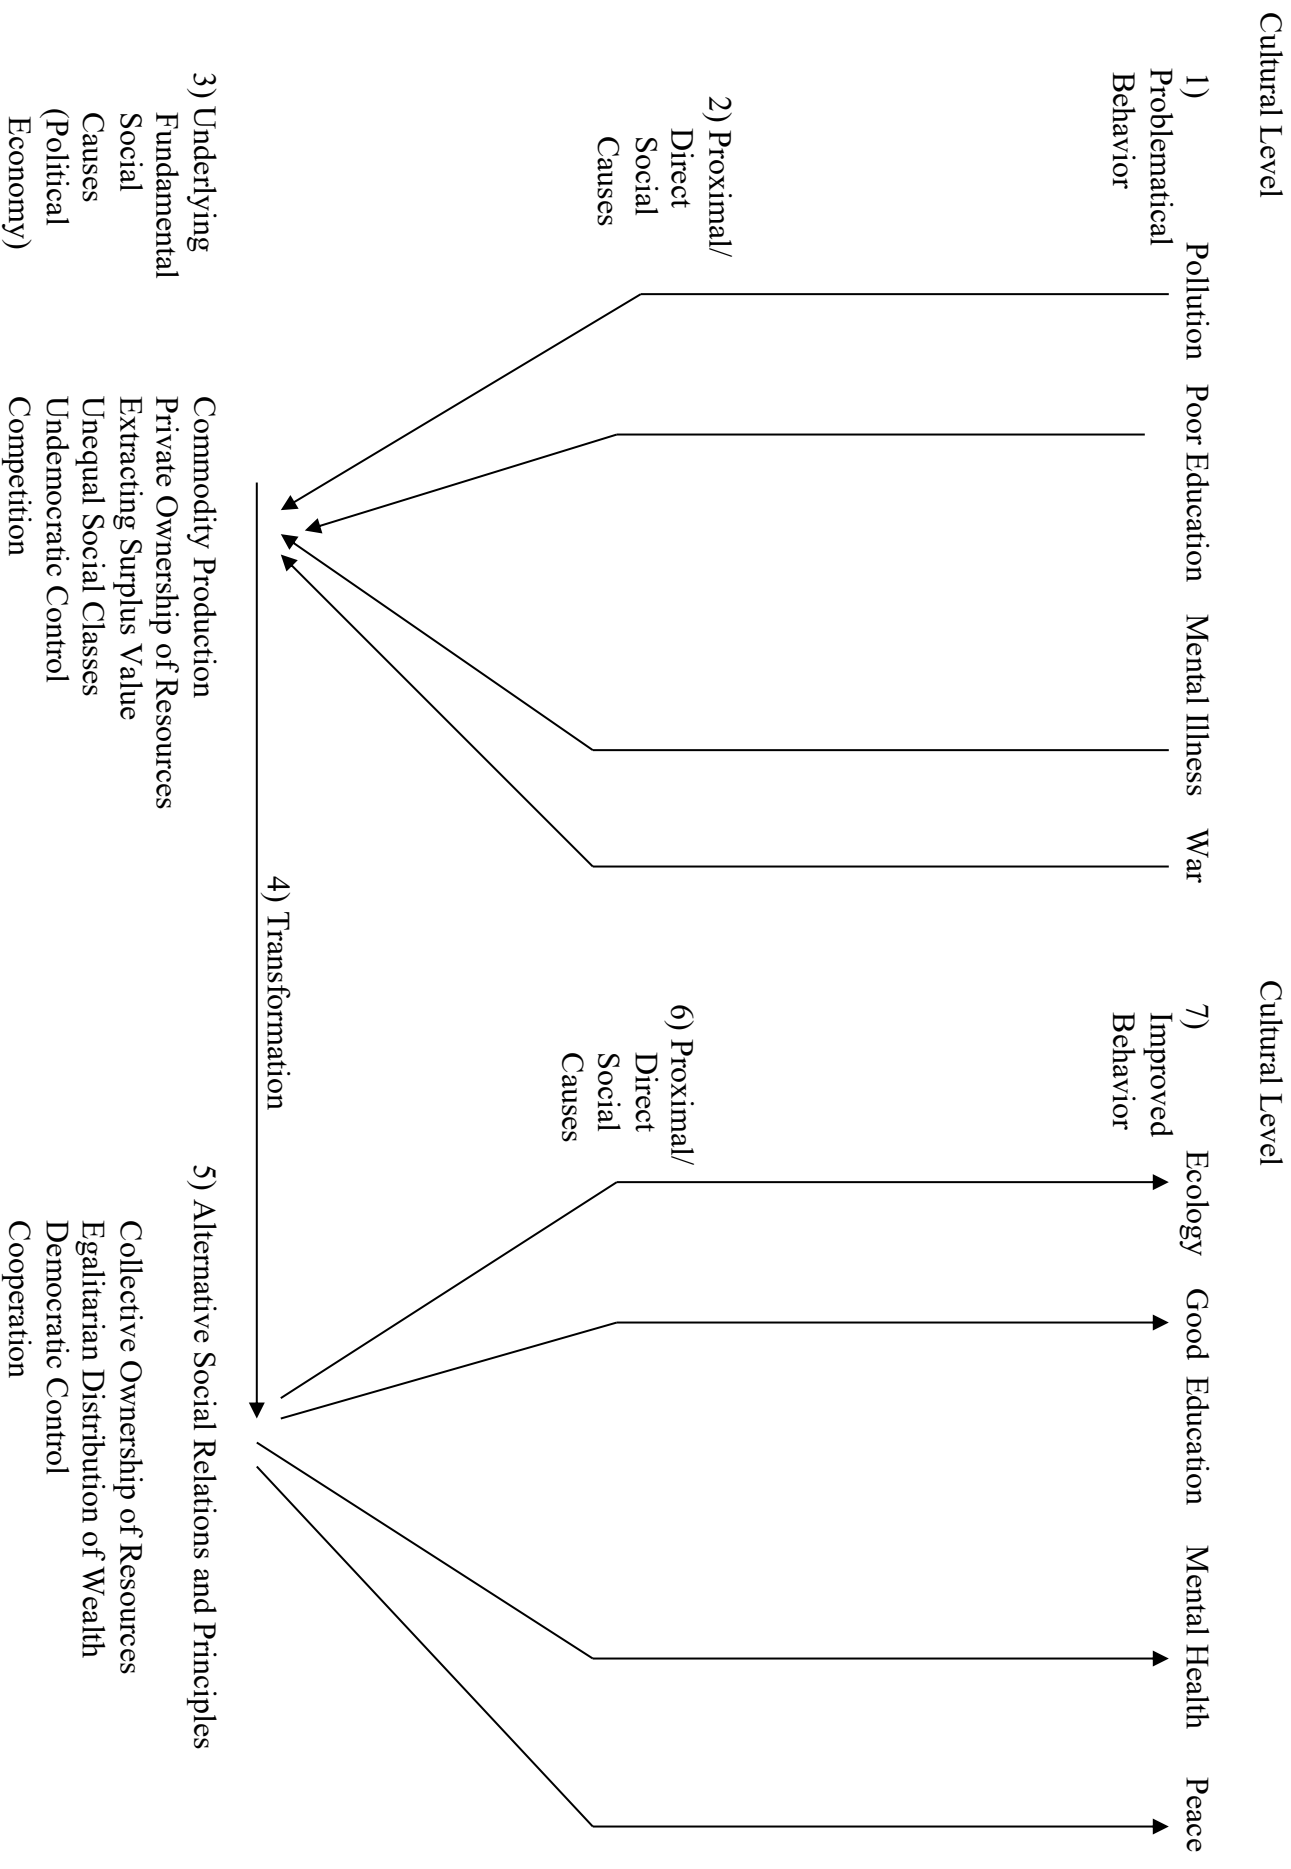 Cultural Level
1)
Problematical
Behavior
Pollution Poor Education Mental Illness War
2) Proximal/
Direct
Social
Causes
3) Underlying
Fundamental
Social
Causes
(Political
Economy)
Commodity Production
Private Ownership of Resources
Extracting Surplus Value
Unequal Social Classes
Undemocratic Control
Competition
4) Transformation
Cultural Level
7)
Improved
Behavior
Ecology Good Education Mental Health Peace
6) Proximal/
Direct
Social
Causes
5) Alternative Social Relations and Principles
Collective Ownership of Resources
Egalitarian Distribution of Wealth
Democratic Control
Cooperation